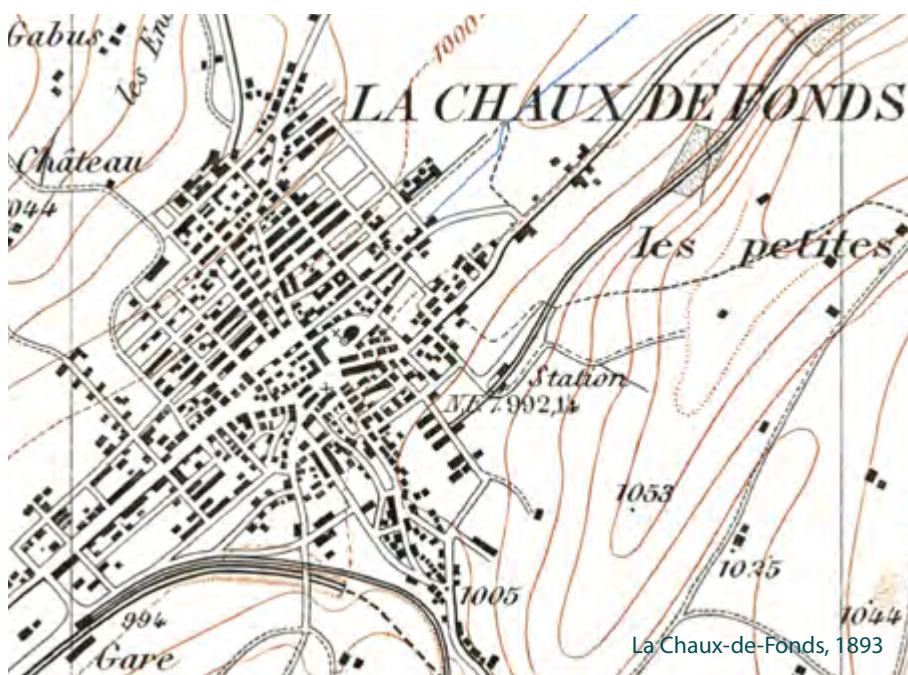 Gabus
les En
1000
LA CHAUX DE FONDS
Château
044
les petites
Station
992,14
1053
1025
1005
1044
994
Gare
La Chaux-de-Fonds, 1893